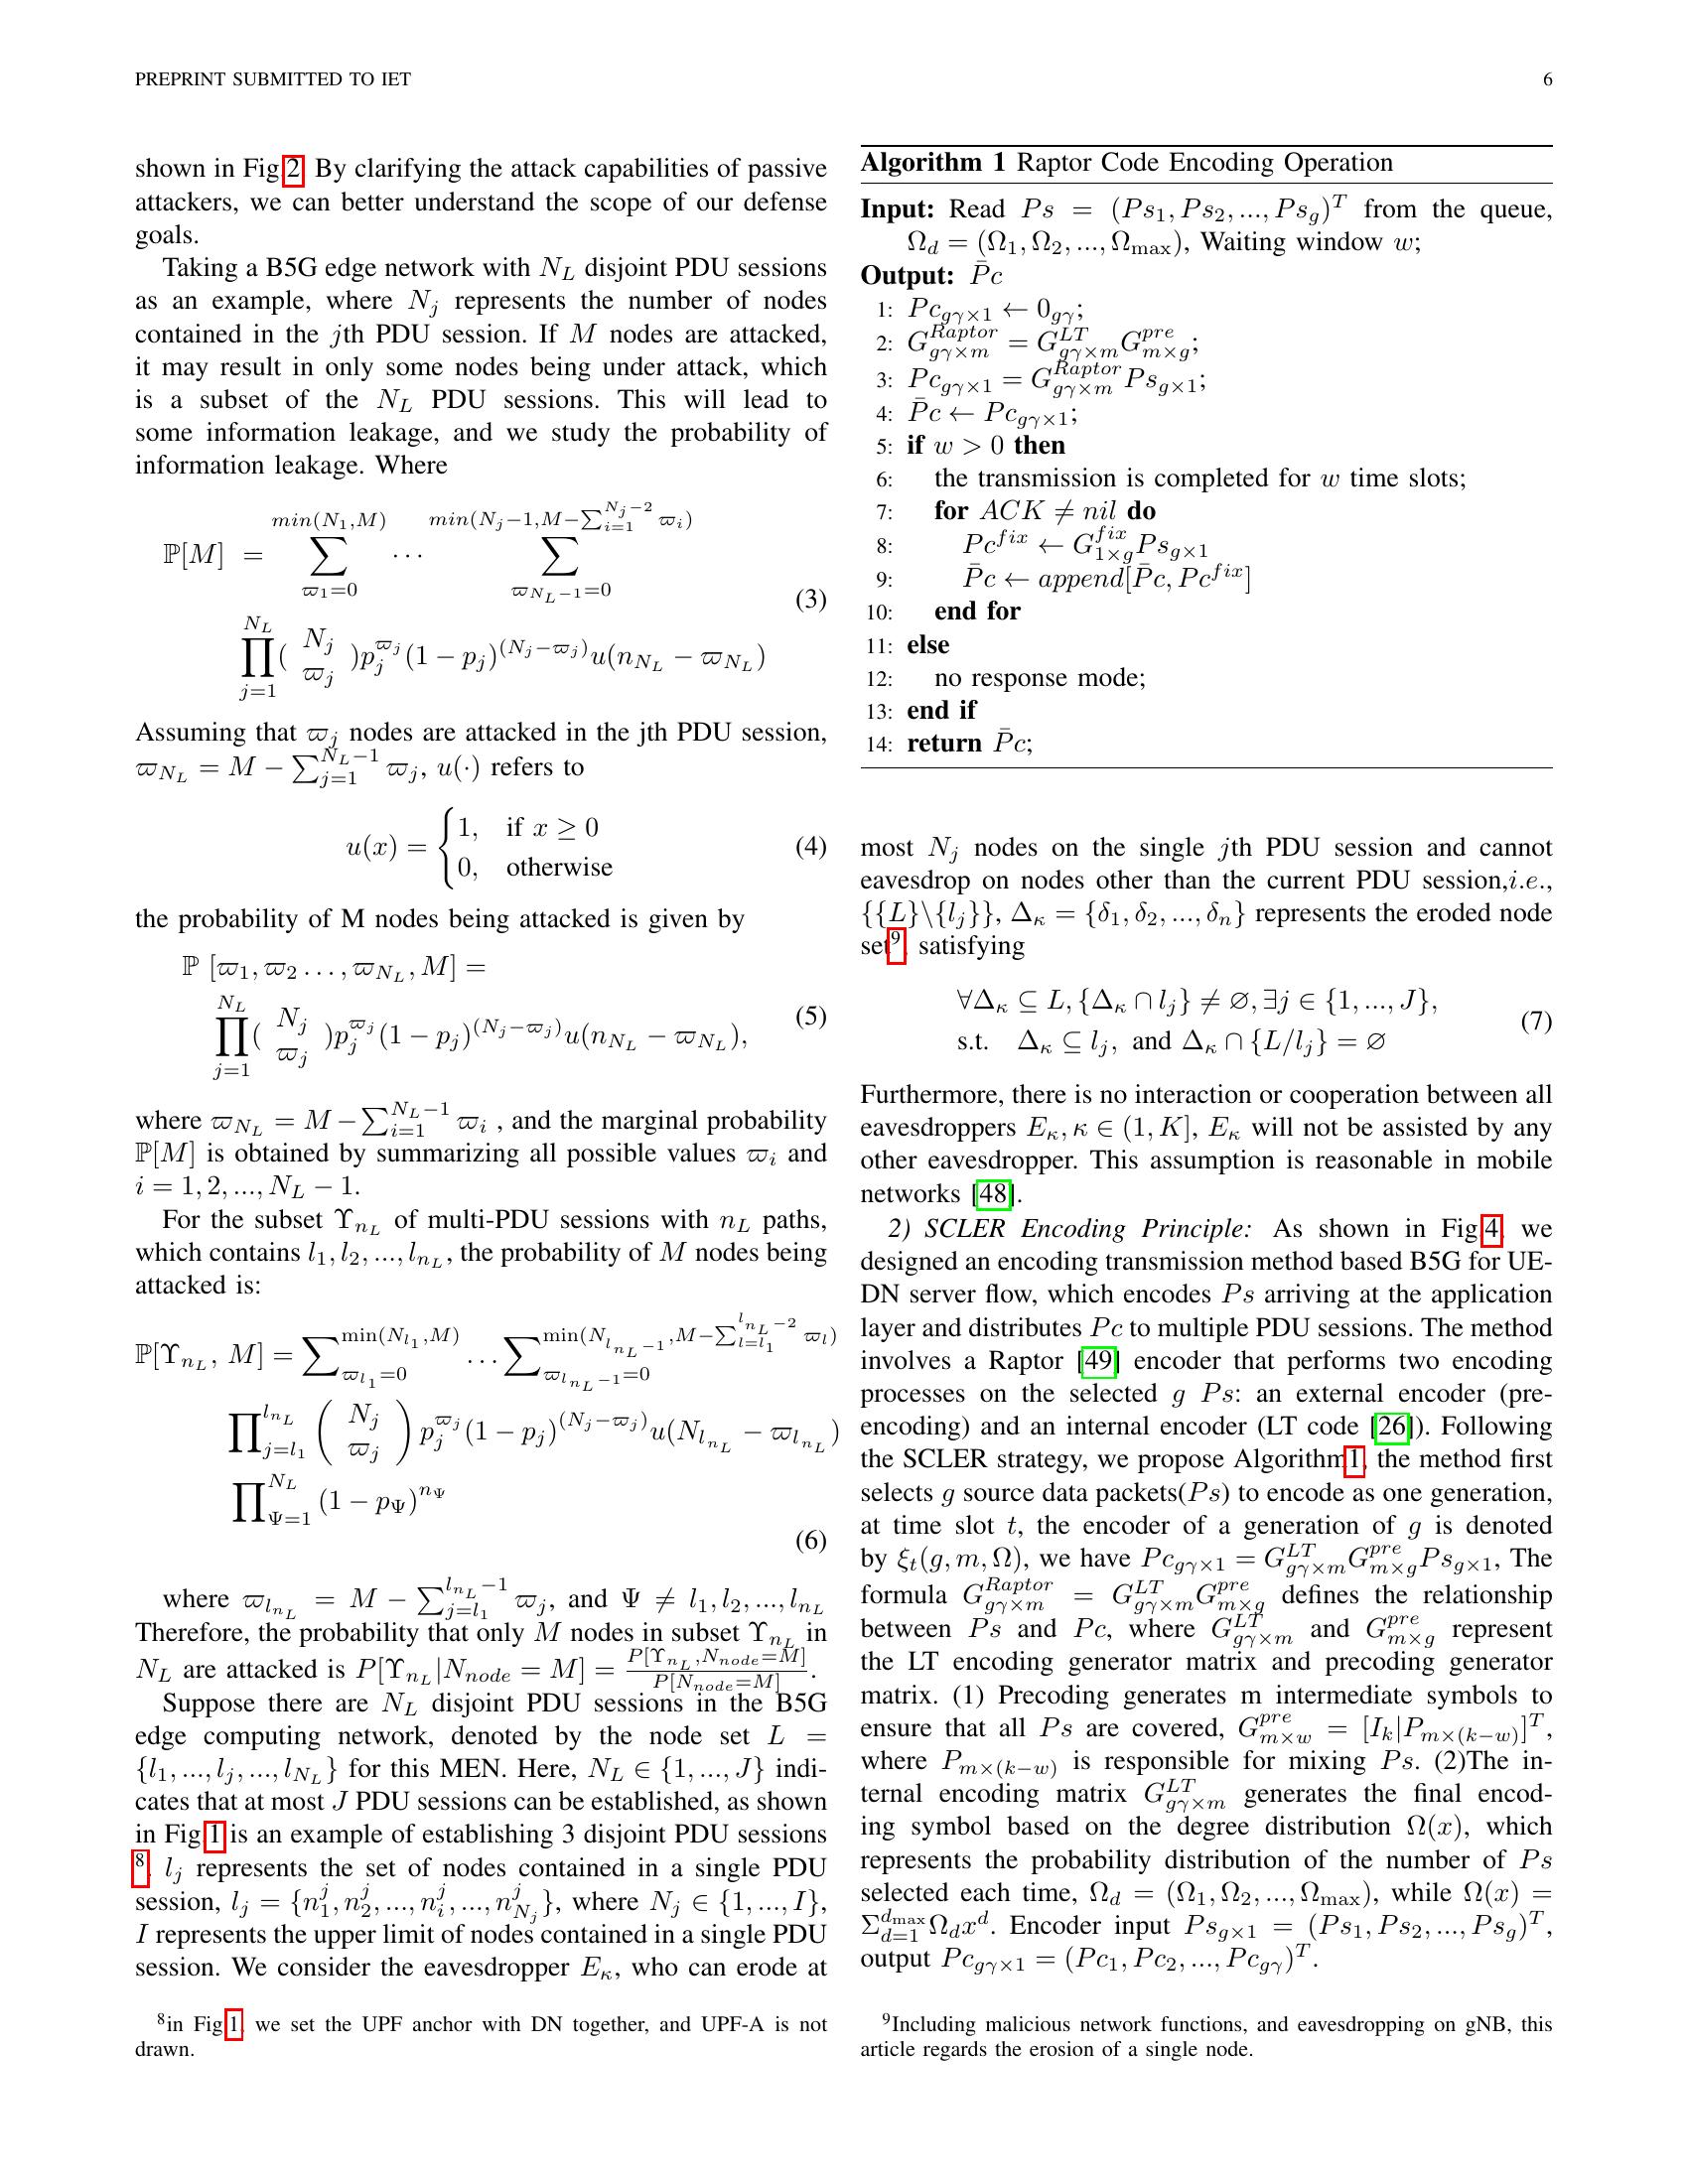 PREPRINT SUBMITTED TO IET 6
shown in Fig.2. By clarifying the attack capabilities of passive
attackers, we can better understand the scope of our defense
goals.
Taking a B5G edge network with $N_L$ disjoint PDU sessions
as an example, where $N_j$ represents the number of nodes
contained in the $j$th PDU session. If $M$ nodes are attacked,
it may result in only some nodes being under attack, which
is a subset of the $N_L$ PDU sessions. This will lead to
some information leakage, and we study the probability of
information leakage. Where
$\mathbb{P}[M] = \sum_{\varpi_1=0}^{min(N_1,M)} \cdots \sum_{\varpi_{N_L-1}=0}^{min(N_j-1,M-\sum_{i=1}^{N_j-2}\varpi_i)}$
$\prod_{j=1}^{N_L} (\begin{array}{c} N_j \\ \varpi_j \end{array}) p_j^{\varpi_j} (1-p_j)^{(N_j-\varpi_j)} u(n_{N_L} - \varpi_{N_L})$ (3)
Assuming that $\varpi_j$ nodes are attacked in the jth PDU session,
$\varpi_{N_L} = M - \sum_{j=1}^{N_L-1} \varpi_j$, $u(\cdot)$ refers to
$u(x) = \begin{cases} 1, & \text{if } x \geq 0 \\ 0, & \text{otherwise} \end{cases}$ (4)
the probability of M nodes being attacked is given by
$\mathbb{P}\ [\varpi_1, \varpi_2 \ldots, \varpi_{N_L}, M] =$
$\prod_{j=1}^{N_L} (\begin{array}{c} N_j \\ \varpi_j \end{array}) p_j^{\varpi_j} (1-p_j)^{(N_j-\varpi_j)} u(n_{N_L} - \varpi_{N_L}),$ (5)
where $\varpi_{N_L} = M - \sum_{i=1}^{N_L-1} \varpi_i$ , and the marginal probability
$\mathbb{P}[M]$ is obtained by summarizing all possible values $\varpi_i$ and
$i = 1, 2, ..., N_L - 1$.
For the subset $\Upsilon_{n_L}$ of multi-PDU sessions with $n_L$ paths,
which contains $l_1, l_2, ..., l_{n_L}$, the probability of $M$ nodes being
attacked is:
$\mathbb{P}[\Upsilon_{n_L}, M] = \sum_{\varpi_{l_1}=0}^{\min(N_{l_1},M)} \ldots \sum_{\varpi_{l_{n_L}-1}=0}^{\min(N_{l_{n_L}-1},M-\sum_{l=l_1}^{l_{n_L}-2}\varpi_l)}$
$\prod_{j=l_1}^{l_{n_L}} \left(\begin{array}{c} N_j \\ \varpi_j \end{array}\right) p_j^{\varpi_j} (1-p_j)^{(N_j-\varpi_j)} u(N_{l_{n_L}} - \varpi_{l_{n_L}})$
$\prod_{\Psi=1}^{N_L} (1-p_\Psi)^{n_\Psi}$
(6)
where $\varpi_{l_{n_L}} = M - \sum_{j=l_1}^{l_{n_L}-1} \varpi_j$, and $\Psi \neq l_1, l_2, ..., l_{n_L}$
Therefore, the probability that only $M$ nodes in subset $\Upsilon_{n_L}$ in
$N_L$ are attacked is $P[\Upsilon_{n_L}|N_{node} = M] = \frac{P[\Upsilon_{n_L},N_{node}=M]}{P[N_{node}=M]}$.
Suppose there are $N_L$ disjoint PDU sessions in the B5G
edge computing network, denoted by the node set $L =$
$\{l_1, ..., l_j, ..., l_{N_L}\}$ for this MEN. Here, $N_L \in \{1, ..., J\}$ indi-
cates that at most $J$ PDU sessions can be established, as shown
in Fig.1 is an example of establishing 3 disjoint PDU sessions
8. $l_j$ represents the set of nodes contained in a single PDU
session, $l_j = \{n_1^j, n_2^j, ..., n_i^j, ..., n_{N_j}^j\}$, where $N_j \in \{1, ..., I\}$,
$I$ represents the upper limit of nodes contained in a single PDU
session. We consider the eavesdropper $E_\kappa$, who can erode at
8in Fig.1, we set the UPF anchor with DN together, and UPF-A is not
drawn.
Algorithm 1 Raptor Code Encoding Operation
Input: Read $Ps = (Ps_1, Ps_2, ..., Ps_g)^T$ from the queue,
$\Omega_d = (\Omega_1, \Omega_2, ..., \Omega_{\max})$, Waiting window $w$;
Output: $\bar{P}c$
1: $Pc_{g\gamma\times 1} \leftarrow 0_{g\gamma}$;
2: $G_{g\gamma\times m}^{Raptor} = G_{g\gamma\times m}^{LT} G_{m\times g}^{pre}$;
3: $Pc_{g\gamma\times 1} = G_{g\gamma\times m}^{Raptor} Ps_{g\times 1}$;
4: $\bar{P}c \leftarrow Pc_{g\gamma\times 1}$;
5: if $w > 0$ then
6: the transmission is completed for $w$ time slots;
7: for $ACK \neq nil$ do
8: $Pc^{fix} \leftarrow G_{1\times g}^{fix} Ps_{g\times 1}$
9: $\bar{P}c \leftarrow append[\bar{P}c, Pc^{fix}]$
10: end for
11: else
12: no response mode;
13: end if
14: return $\bar{P}c$;
most $N_j$ nodes on the single $j$th PDU session and cannot
eavesdrop on nodes other than the current PDU session,i.e.,
$\{\{L\}\backslash\{l_j\}\}$, $\Delta_\kappa = \{\delta_1, \delta_2, ..., \delta_n\}$ represents the eroded node
set9, satisfying
$\forall \Delta_\kappa \subseteq L, \{\Delta_\kappa \cap l_j\} \neq \varnothing, \exists j \in \{1, ..., J\},$
s.t. $\Delta_\kappa \subseteq l_j,$ and $\Delta_\kappa \cap \{L/l_j\} = \varnothing$ (7)
Furthermore, there is no interaction or cooperation between all
eavesdroppers $E_\kappa, \kappa \in (1, K]$, $E_\kappa$ will not be assisted by any
other eavesdropper. This assumption is reasonable in mobile
networks [48].
2) SCLER Encoding Principle: As shown in Fig.4, we
designed an encoding transmission method based B5G for UE-
DN server flow, which encodes $Ps$ arriving at the application
layer and distributes $Pc$ to multiple PDU sessions. The method
involves a Raptor [49] encoder that performs two encoding
processes on the selected $g$ $Ps$: an external encoder (pre-
encoding) and an internal encoder (LT code [26]). Following
the SCLER strategy, we propose Algorithm1, the method first
selects $g$ source data packets($Ps$) to encode as one generation,
at time slot $t$, the encoder of a generation of $g$ is denoted
by $\xi_t(g, m, \Omega)$, we have $Pc_{g\gamma\times 1} = G_{g\gamma\times m}^{LT} G_{m\times g}^{pre} Ps_{g\times 1}$, The
formula $G_{g\gamma\times m}^{Raptor} = G_{g\gamma\times m}^{LT} G_{m\times g}^{pre}$ defines the relationship
between $Ps$ and $Pc$, where $G_{g\gamma\times m}^{LT}$ and $G_{m\times g}^{pre}$ represent
the LT encoding generator matrix and precoding generator
matrix. (1) Precoding generates m intermediate symbols to
ensure that all $Ps$ are covered, $G_{m\times w}^{pre} = [I_k|P_{m\times(k-w)}]^T$,
where $P_{m\times(k-w)}$ is responsible for mixing $Ps$. (2)The in-
ternal encoding matrix $G_{g\gamma\times m}^{LT}$ generates the final encod-
ing symbol based on the degree distribution $\Omega(x)$, which
represents the probability distribution of the number of $Ps$
selected each time, $\Omega_d = (\Omega_1, \Omega_2, ..., \Omega_{\max})$, while $\Omega(x) =$
$\Sigma_{d=1}^{d_{\max}} \Omega_d x^d$. Encoder input $Ps_{g\times 1} = (Ps_1, Ps_2, ..., Ps_g)^T$,
output $Pc_{g\gamma\times 1} = (Pc_1, Pc_2, ..., Pc_{g\gamma})^T$.
9Including malicious network functions, and eavesdropping on gNB, this
article regards the erosion of a single node.